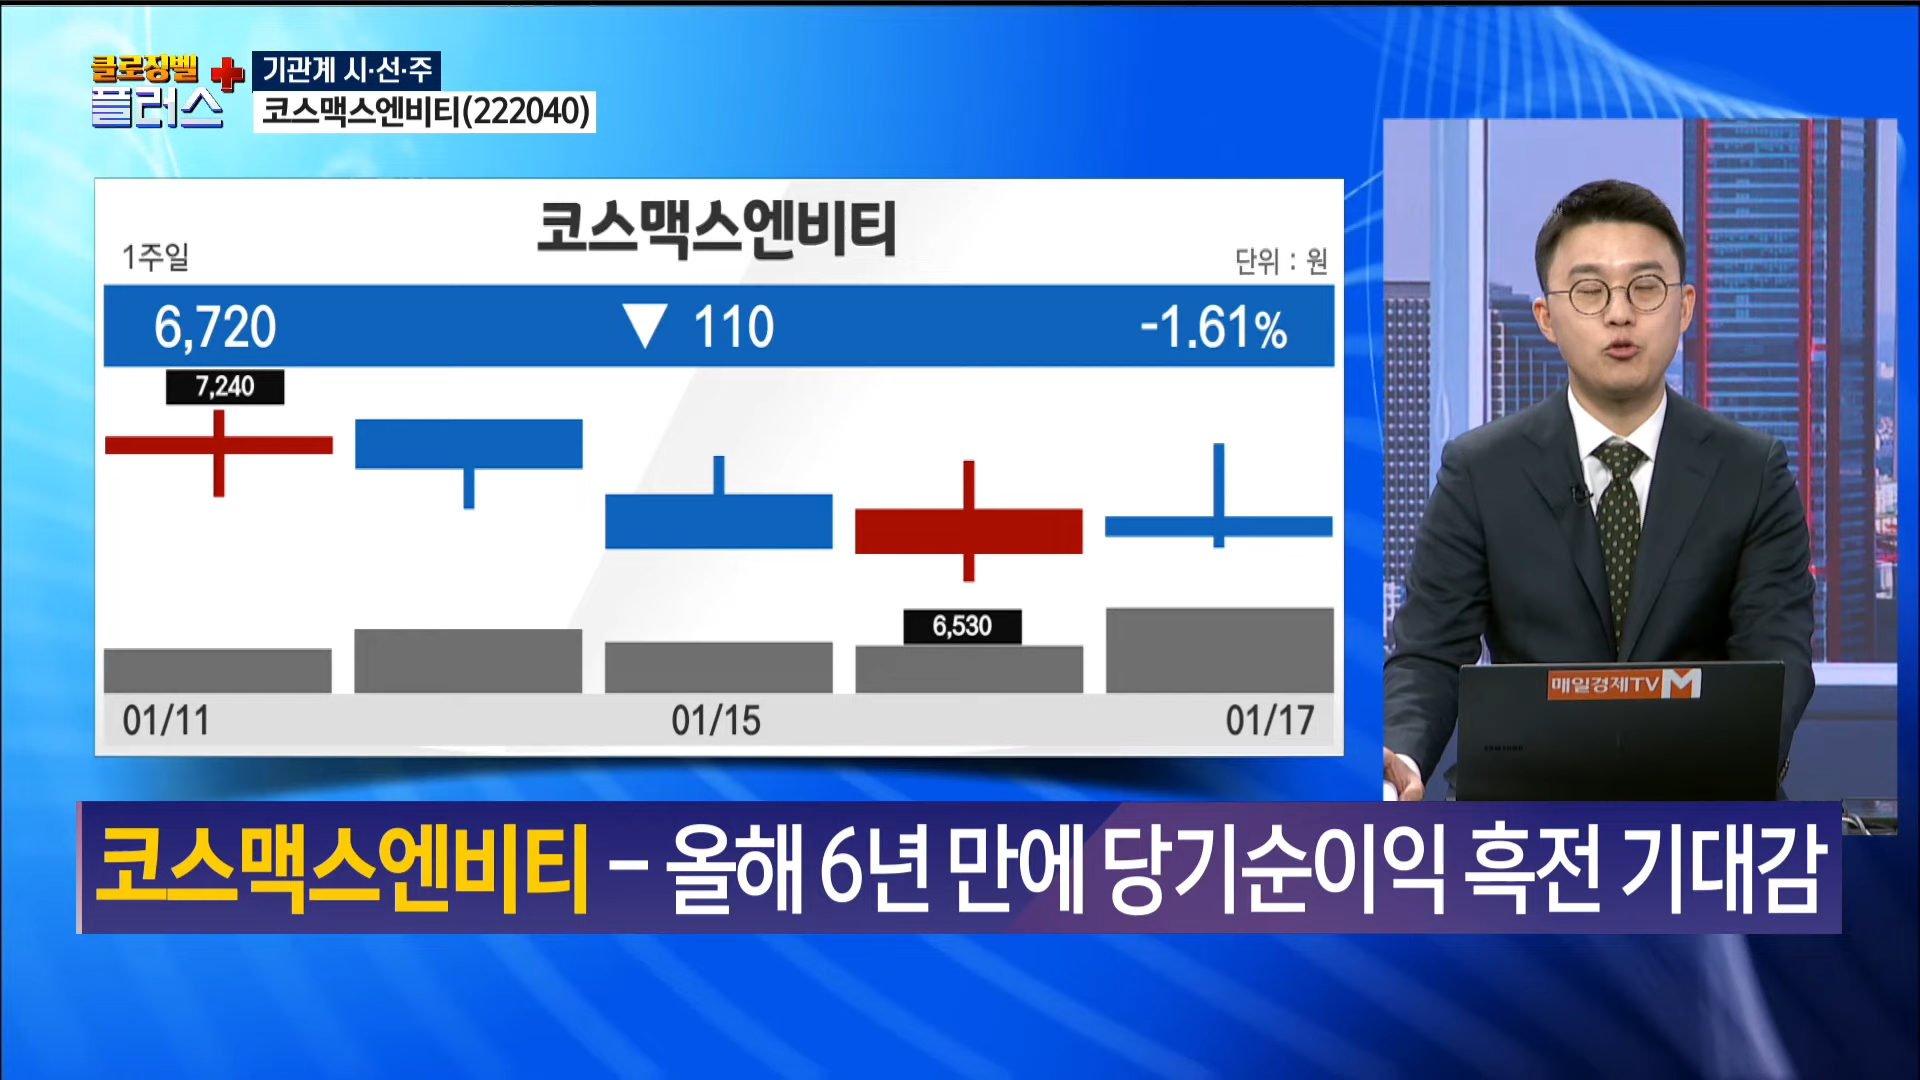 클로징벨
플러스
기관계 시·선·주
코스맥스엔비티(222040)
코스맥스엔비티
1주일
단위 : 원
6,720 ▼ 110 -1.61%
7,240
6,530
01/11 01/15 01/17
매일경제TV M
SAMSUNG
코스맥스엔비티 - 올해 6년 만에 당기순이익 흑전 기대감